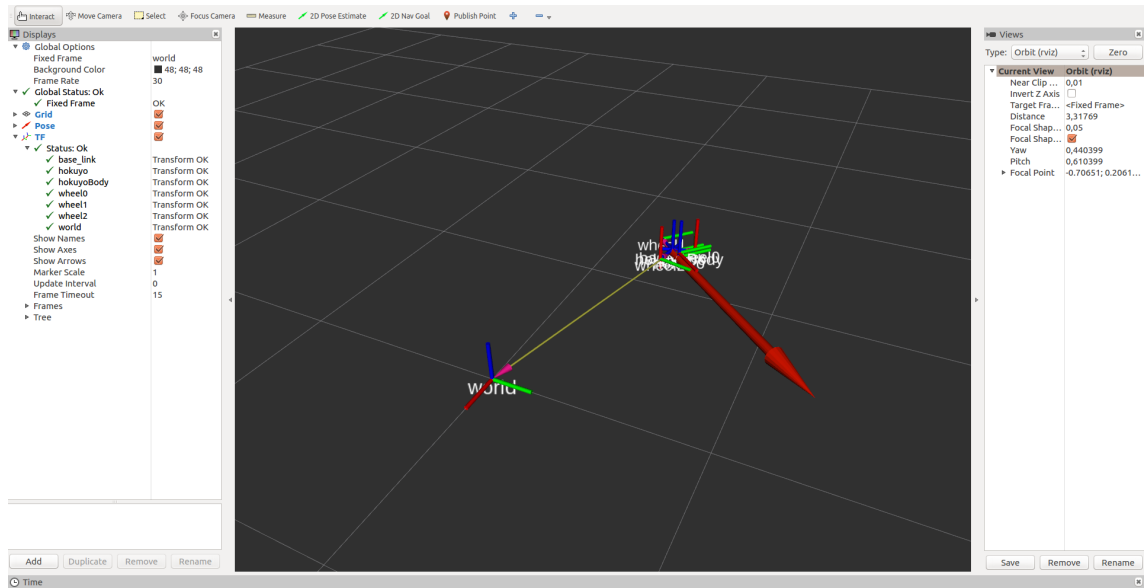 Interact Move Camera Select Focus Camera Measure 2D Pose Estimate 2D Nav Goal Publish Point
Displays
Global Options
Fixed Frame world
Background Color 48; 48; 48
Frame Rate 30
Global Status: Ok
Fixed Frame OK
Grid
Pose
TF
Status: Ok
base_link Transform OK
hokuyo Transform OK
hokuyoBody Transform OK
wheel0 Transform OK
wheel1 Transform OK
wheel2 Transform OK
world Transform OK
Show Names
Show Axes
Show Arrows
Marker Scale 1
Update Interval 0
Frame Timeout 15
Frames
Tree
Add Duplicate Remove Rename
Time
world
Views
Type: Orbit (rviz) Zero
Current View Orbit (rviz)
Near Clip ... 0,01
Invert Z Axis
Target Fra... <Fixed Frame>
Distance 3,31769
Focal Shap... 0,05
Focal Shap...
Yaw 0,440399
Pitch 0,610399
Focal Point -0.70651; 0.2061...
Save Remove Rename